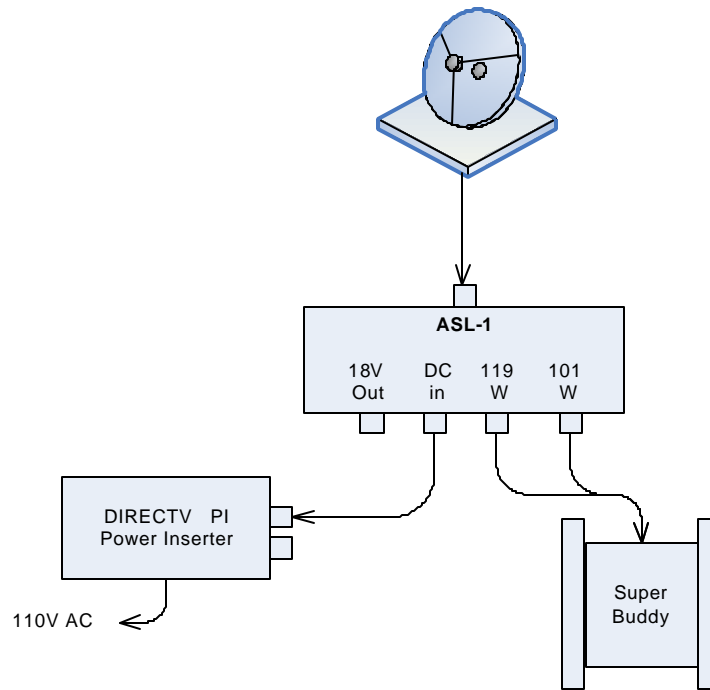 ASL-1
18V
Out
DC
in
119
W
101
W
DIRECTV PI
Power Inserter
110V AC
Super
Buddy